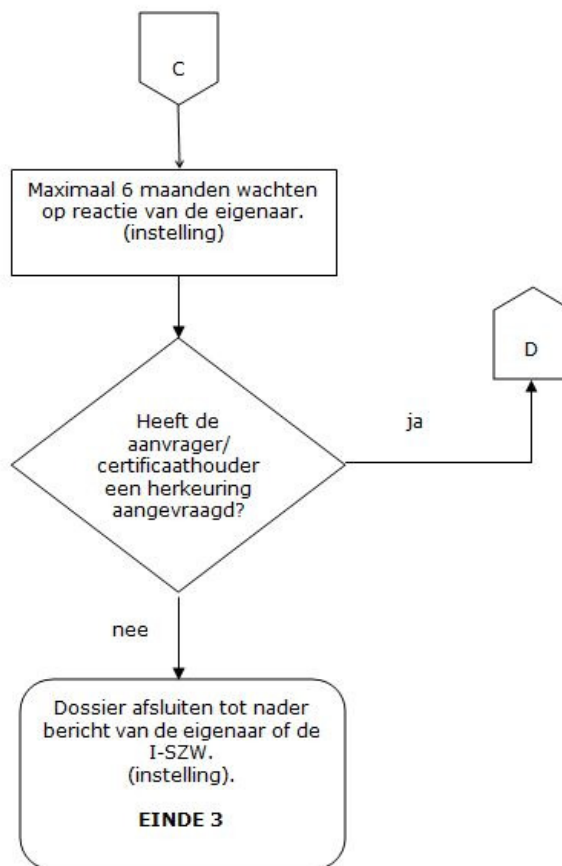 C
Maximaal 6 maanden wachten
op reactie van de eigenaar.
(instelling)
D
ja
Heeft de
aanvrager/
certificaathouder
een herkeuring
aangevraagd?
nee
Dossier afsluiten tot nader
bericht van de eigenaar of de
I-SZW.
(instelling).
EINDE 3